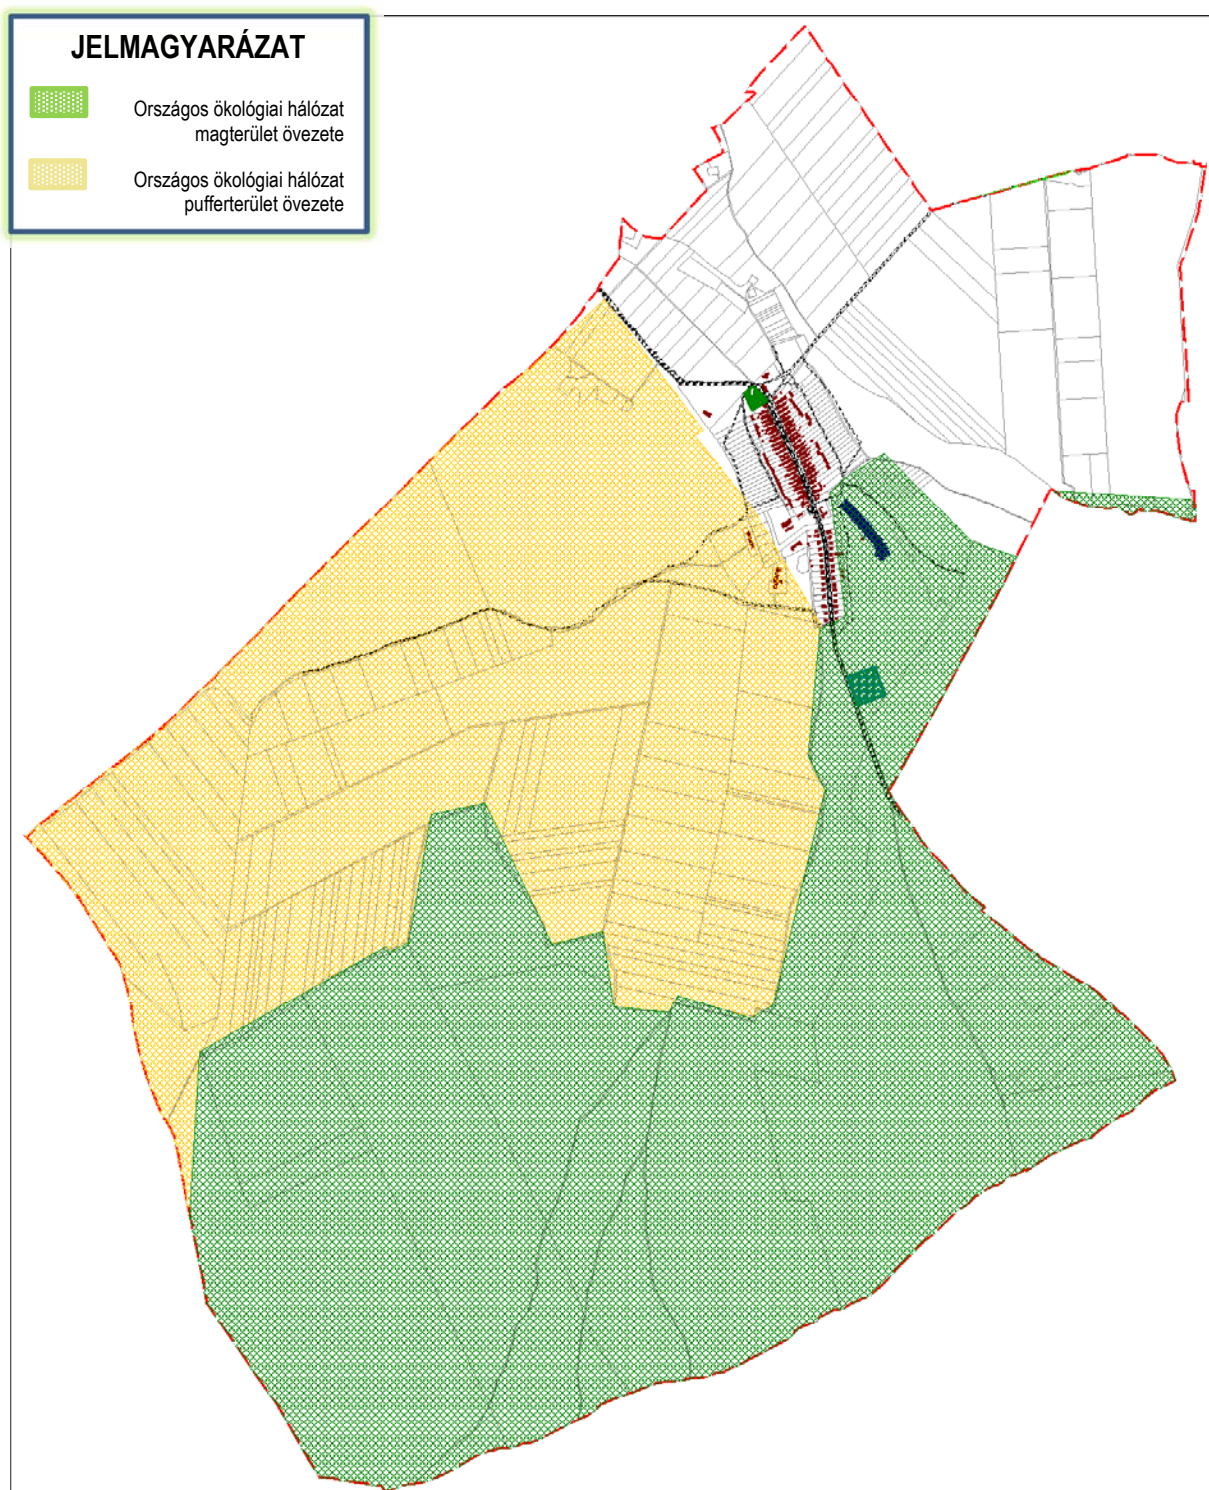 JELMAGYARÁZAT
Országos ökológiai hálózat
magterület övezete
Országos ökológiai hálózat
pufferterület övezete